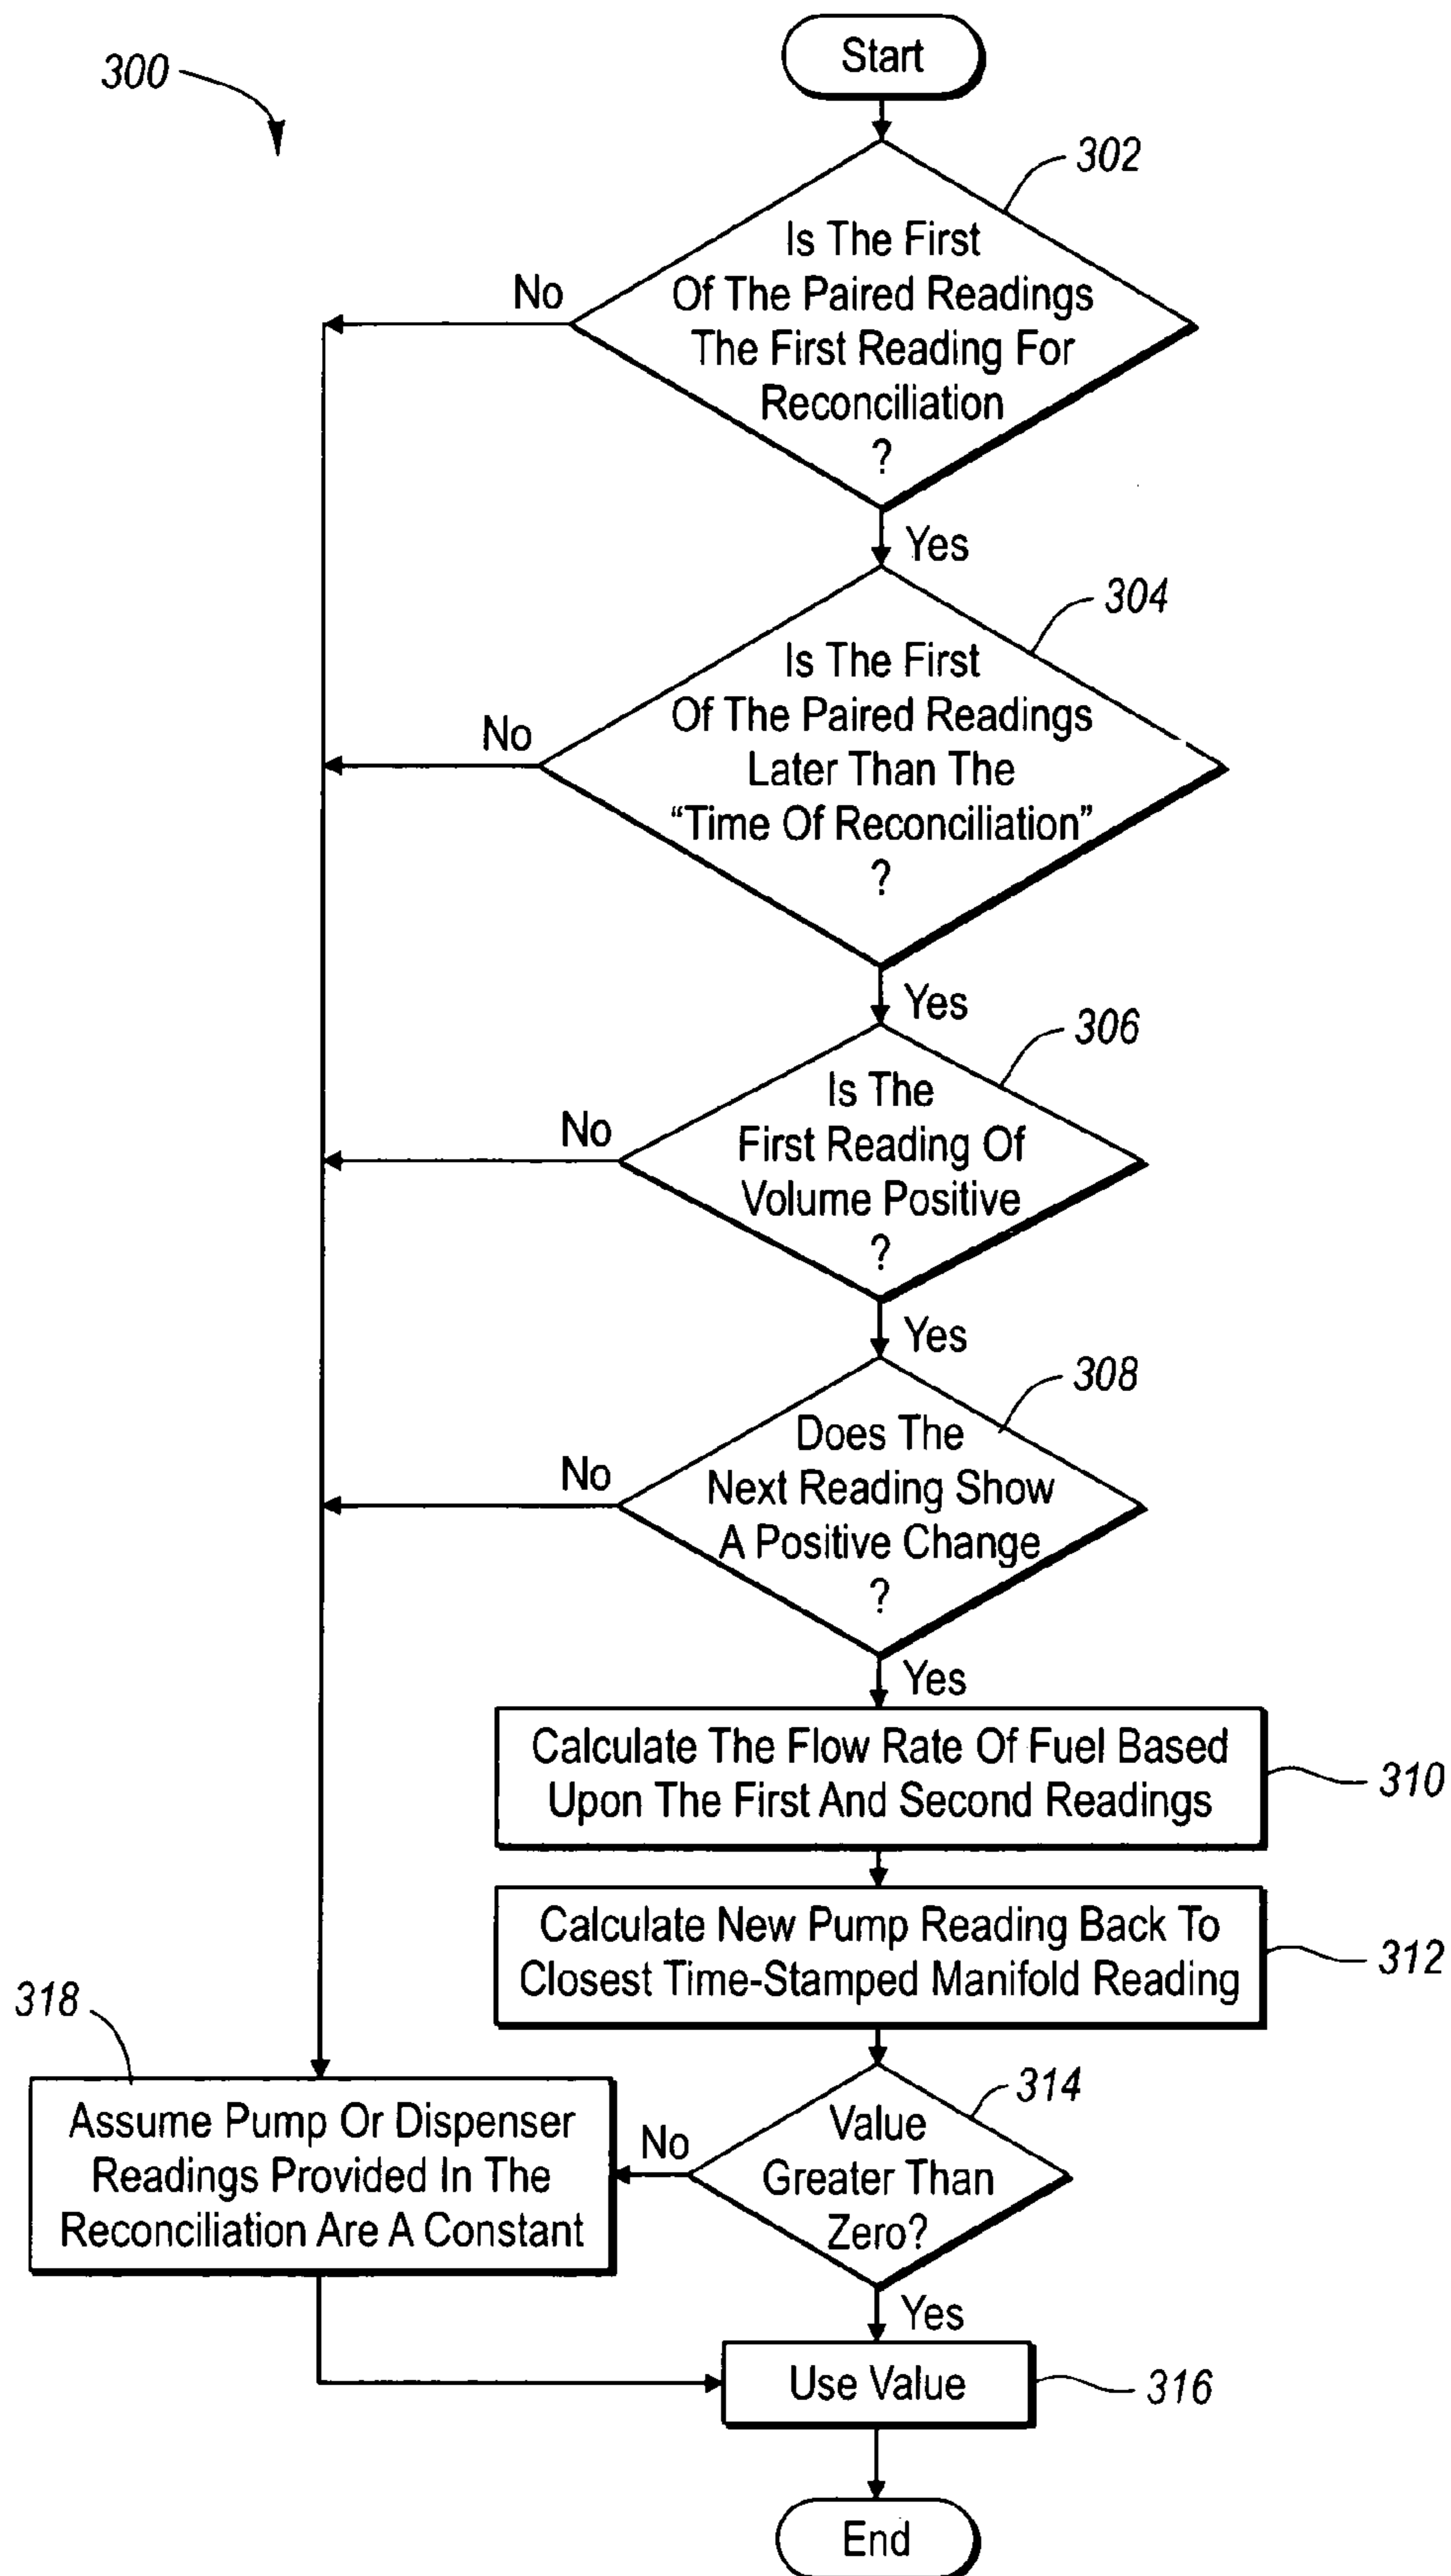 Start
300
302
Is The First
Of The Paired Readings
The First Reading For
Reconciliation
?
No
Yes
304
Is The First
Of The Paired Readings
Later Than The
“Time Of Reconciliation”
?
No
Yes
306
Is The
First Reading Of
Volume Positive
?
No
Yes
308
Does The
Next Reading Show
A Positive Change
?
No
Yes
Calculate The Flow Rate Of Fuel Based
Upon The First And Second Readings
310
Calculate New Pump Reading Back To
Closest Time-Stamped Manifold Reading
312
318
Assume Pump Or Dispenser
Readings Provided In The
Reconciliation Are A Constant
314
Value
Greater Than
Zero?
No
Yes
Use Value
316
End